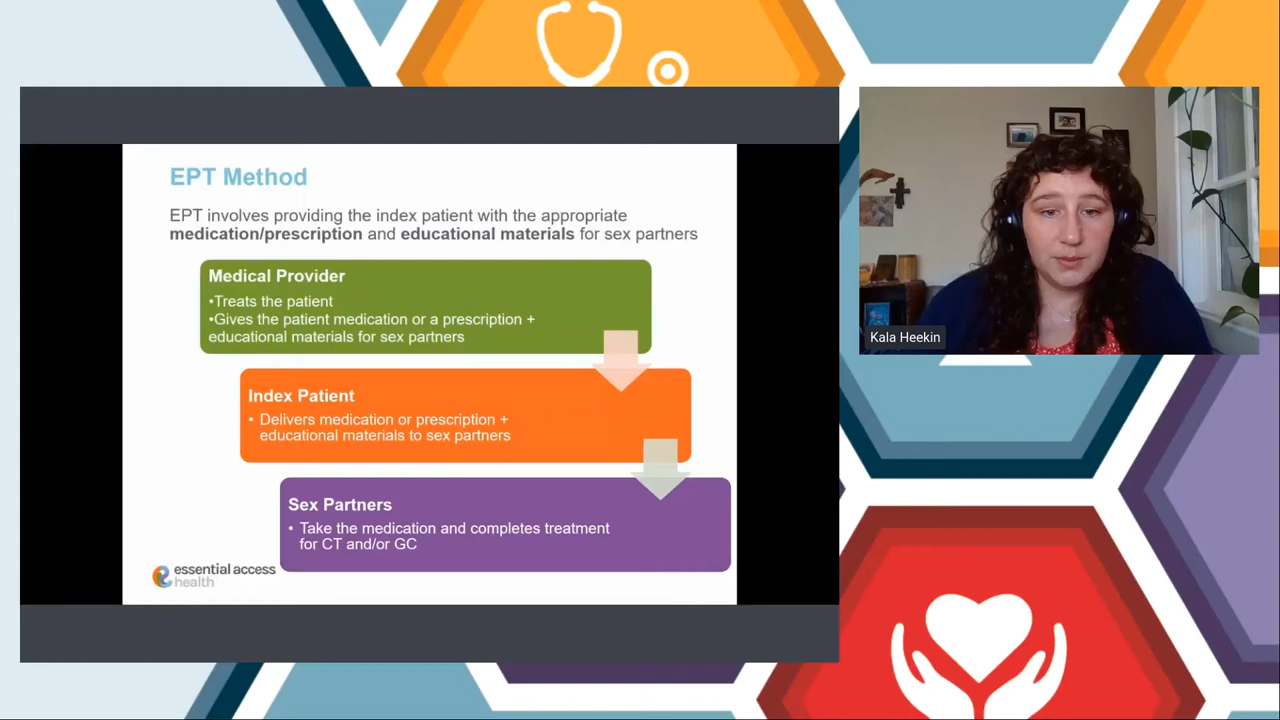 EPT Method
EPT involves providing the index patient with the appropriate
medication/prescription and educational materials for sex partners
Medical Provider
•Treats the patient
•Gives the patient medication or a prescription +
educational materials for sex partners
Index Patient
• Delivers medication or prescription +
educational materials to sex partners
Sex Partners
• Take the medication and completes treatment
for CT and/or GC
essential access
health
Kala Heekin